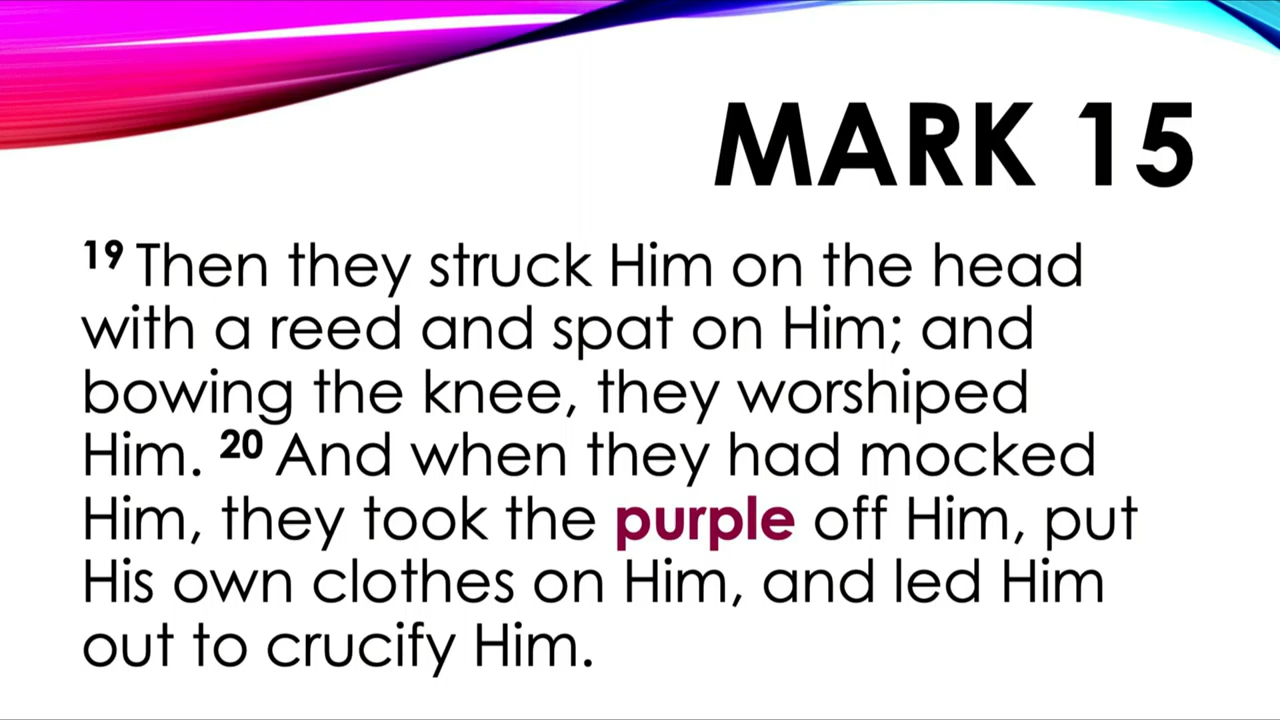 MARK 15
19 Then they struck Him on the head
with a reed and spat on Him; and
bowing the knee, they worshiped
Him. 20 And when they had mocked
Him, they took the purple off Him, put
His own clothes on Him, and led Him
out to crucify Him.